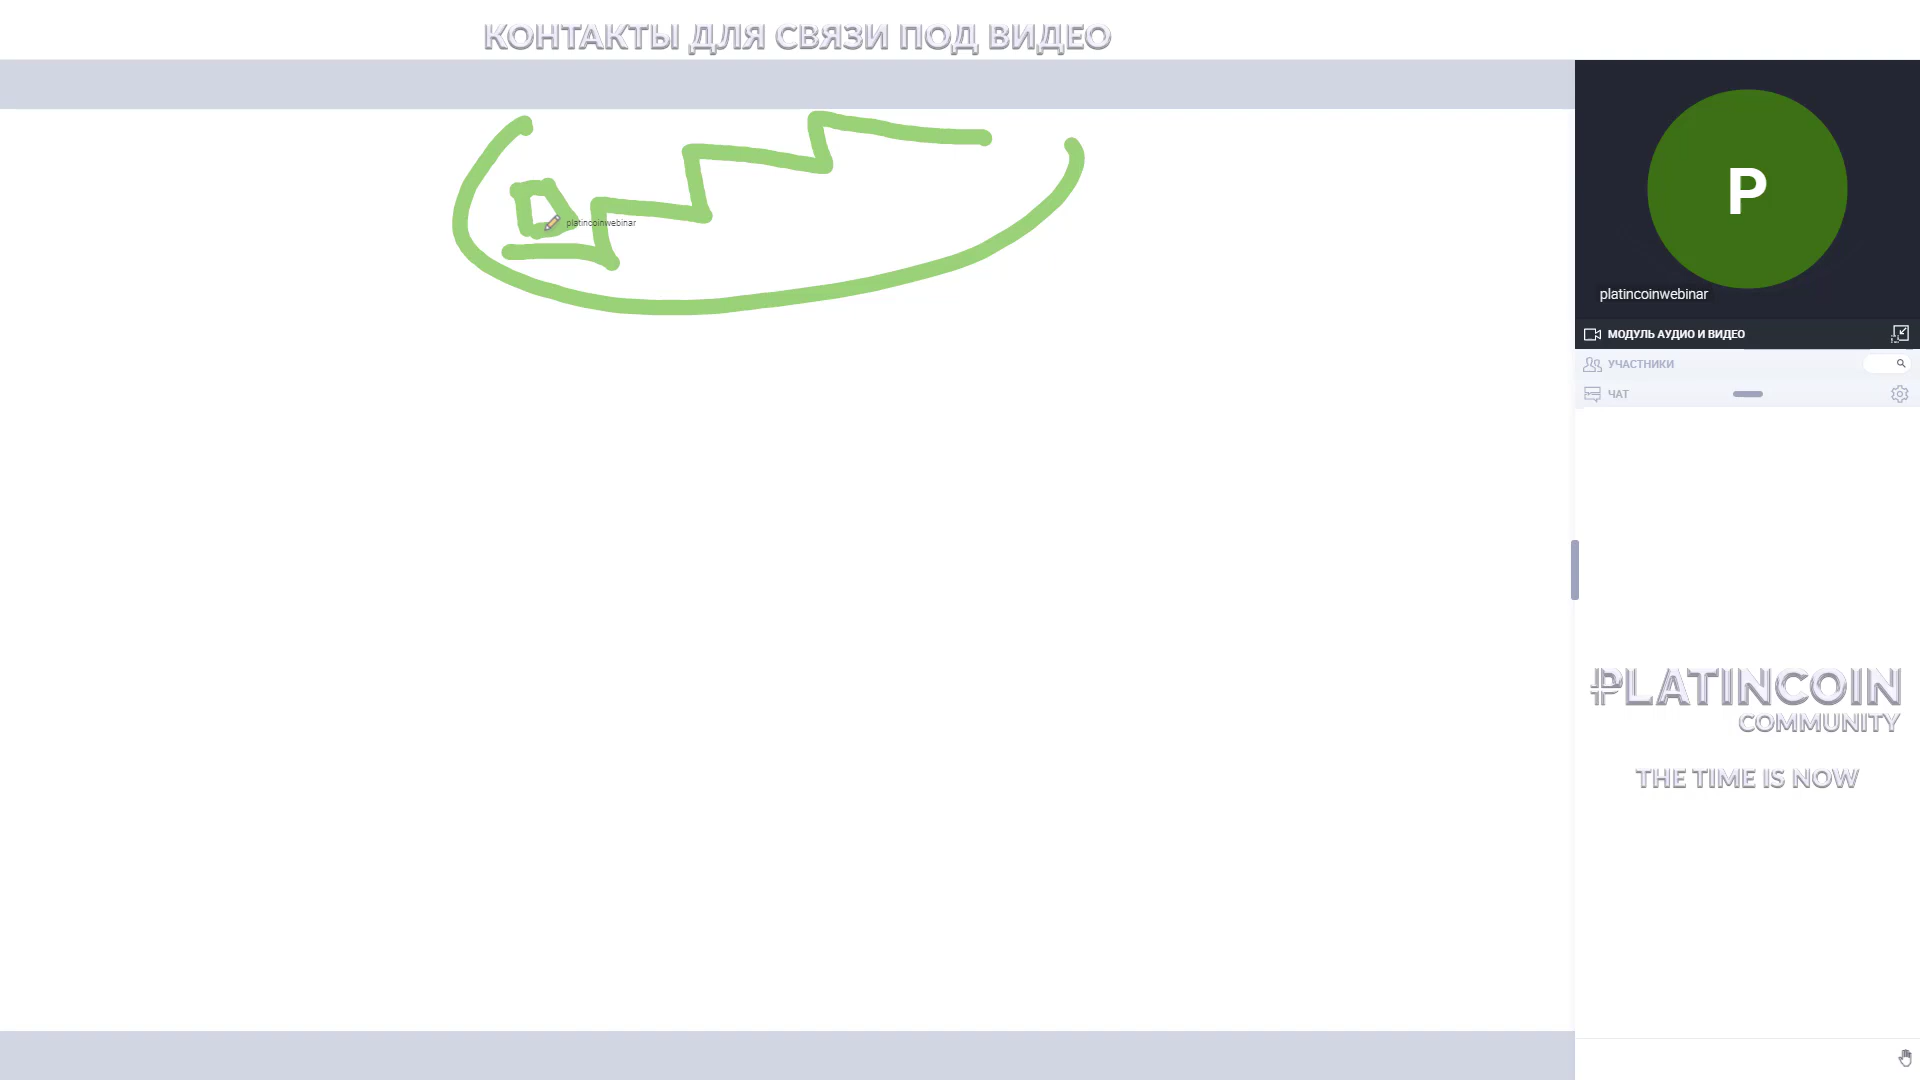 КОНТАКТЫ ДЛЯ СВЯЗИ ПОД ВИДЕО
platincoinwebinar
P
platincoinwebinar
МОДУЛЬ АУДИО И ВИДЕО
УЧАСТНИКИ
ЧАТ
PLATINCOIN
COMMUNITY
THE TIME IS NOW